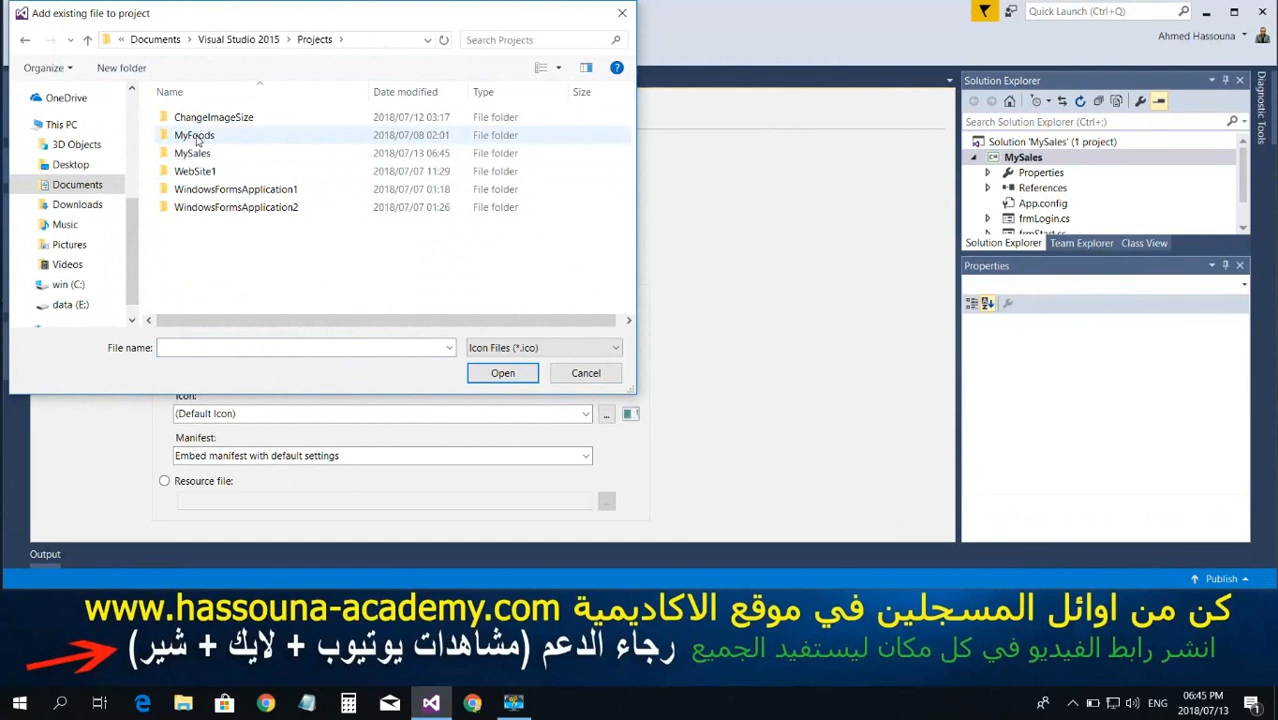 Add existing file to project
Quick Launch (Ctrl+Q)
Ahmed Hassouna
« Documents > Visual Studio 2015 > Projects >
Search Projects
Organize
New folder
Name
Date modified
Type
Size
OneDrive
This PC
3D Objects
Desktop
Documents
Downloads
Music
Pictures
Videos
win (C:)
data (E:)
ChangeImageSize 2018/07/12 03:17 File folder
MyFoods 2018/07/08 02:01 File folder
MySales 2018/07/13 06:45 File folder
WebSite1 2018/07/07 11:29 File folder
WindowsFormsApplication1 2018/07/07 01:18 File folder
WindowsFormsApplication2 2018/07/07 01:26 File folder
File name:
Icon Files (*.ico)
Open
Cancel
Icon:
(Default Icon)
...
Manifest:
Embed manifest with default settings
Resource file:
...
Output
Solution Explorer
Search Solution Explorer (Ctrl+;)
Solution 'MySales' (1 project)
MySales
Properties
References
App.config
frmLogin.cs
frmStart.cs
Solution Explorer Team Explorer Class View
Properties
Diagnostic Tools
Publish
كن من اوائل المسجلين في موقع الاكاديمية www.hassouna-academy.com
انشر رابط الفيديو في كل مكان ليستفيد الجميع رجاء الدعم (مشاهدات يوتيوب + لايك + شير)
ENG
06:45 PM
2018/07/13
1